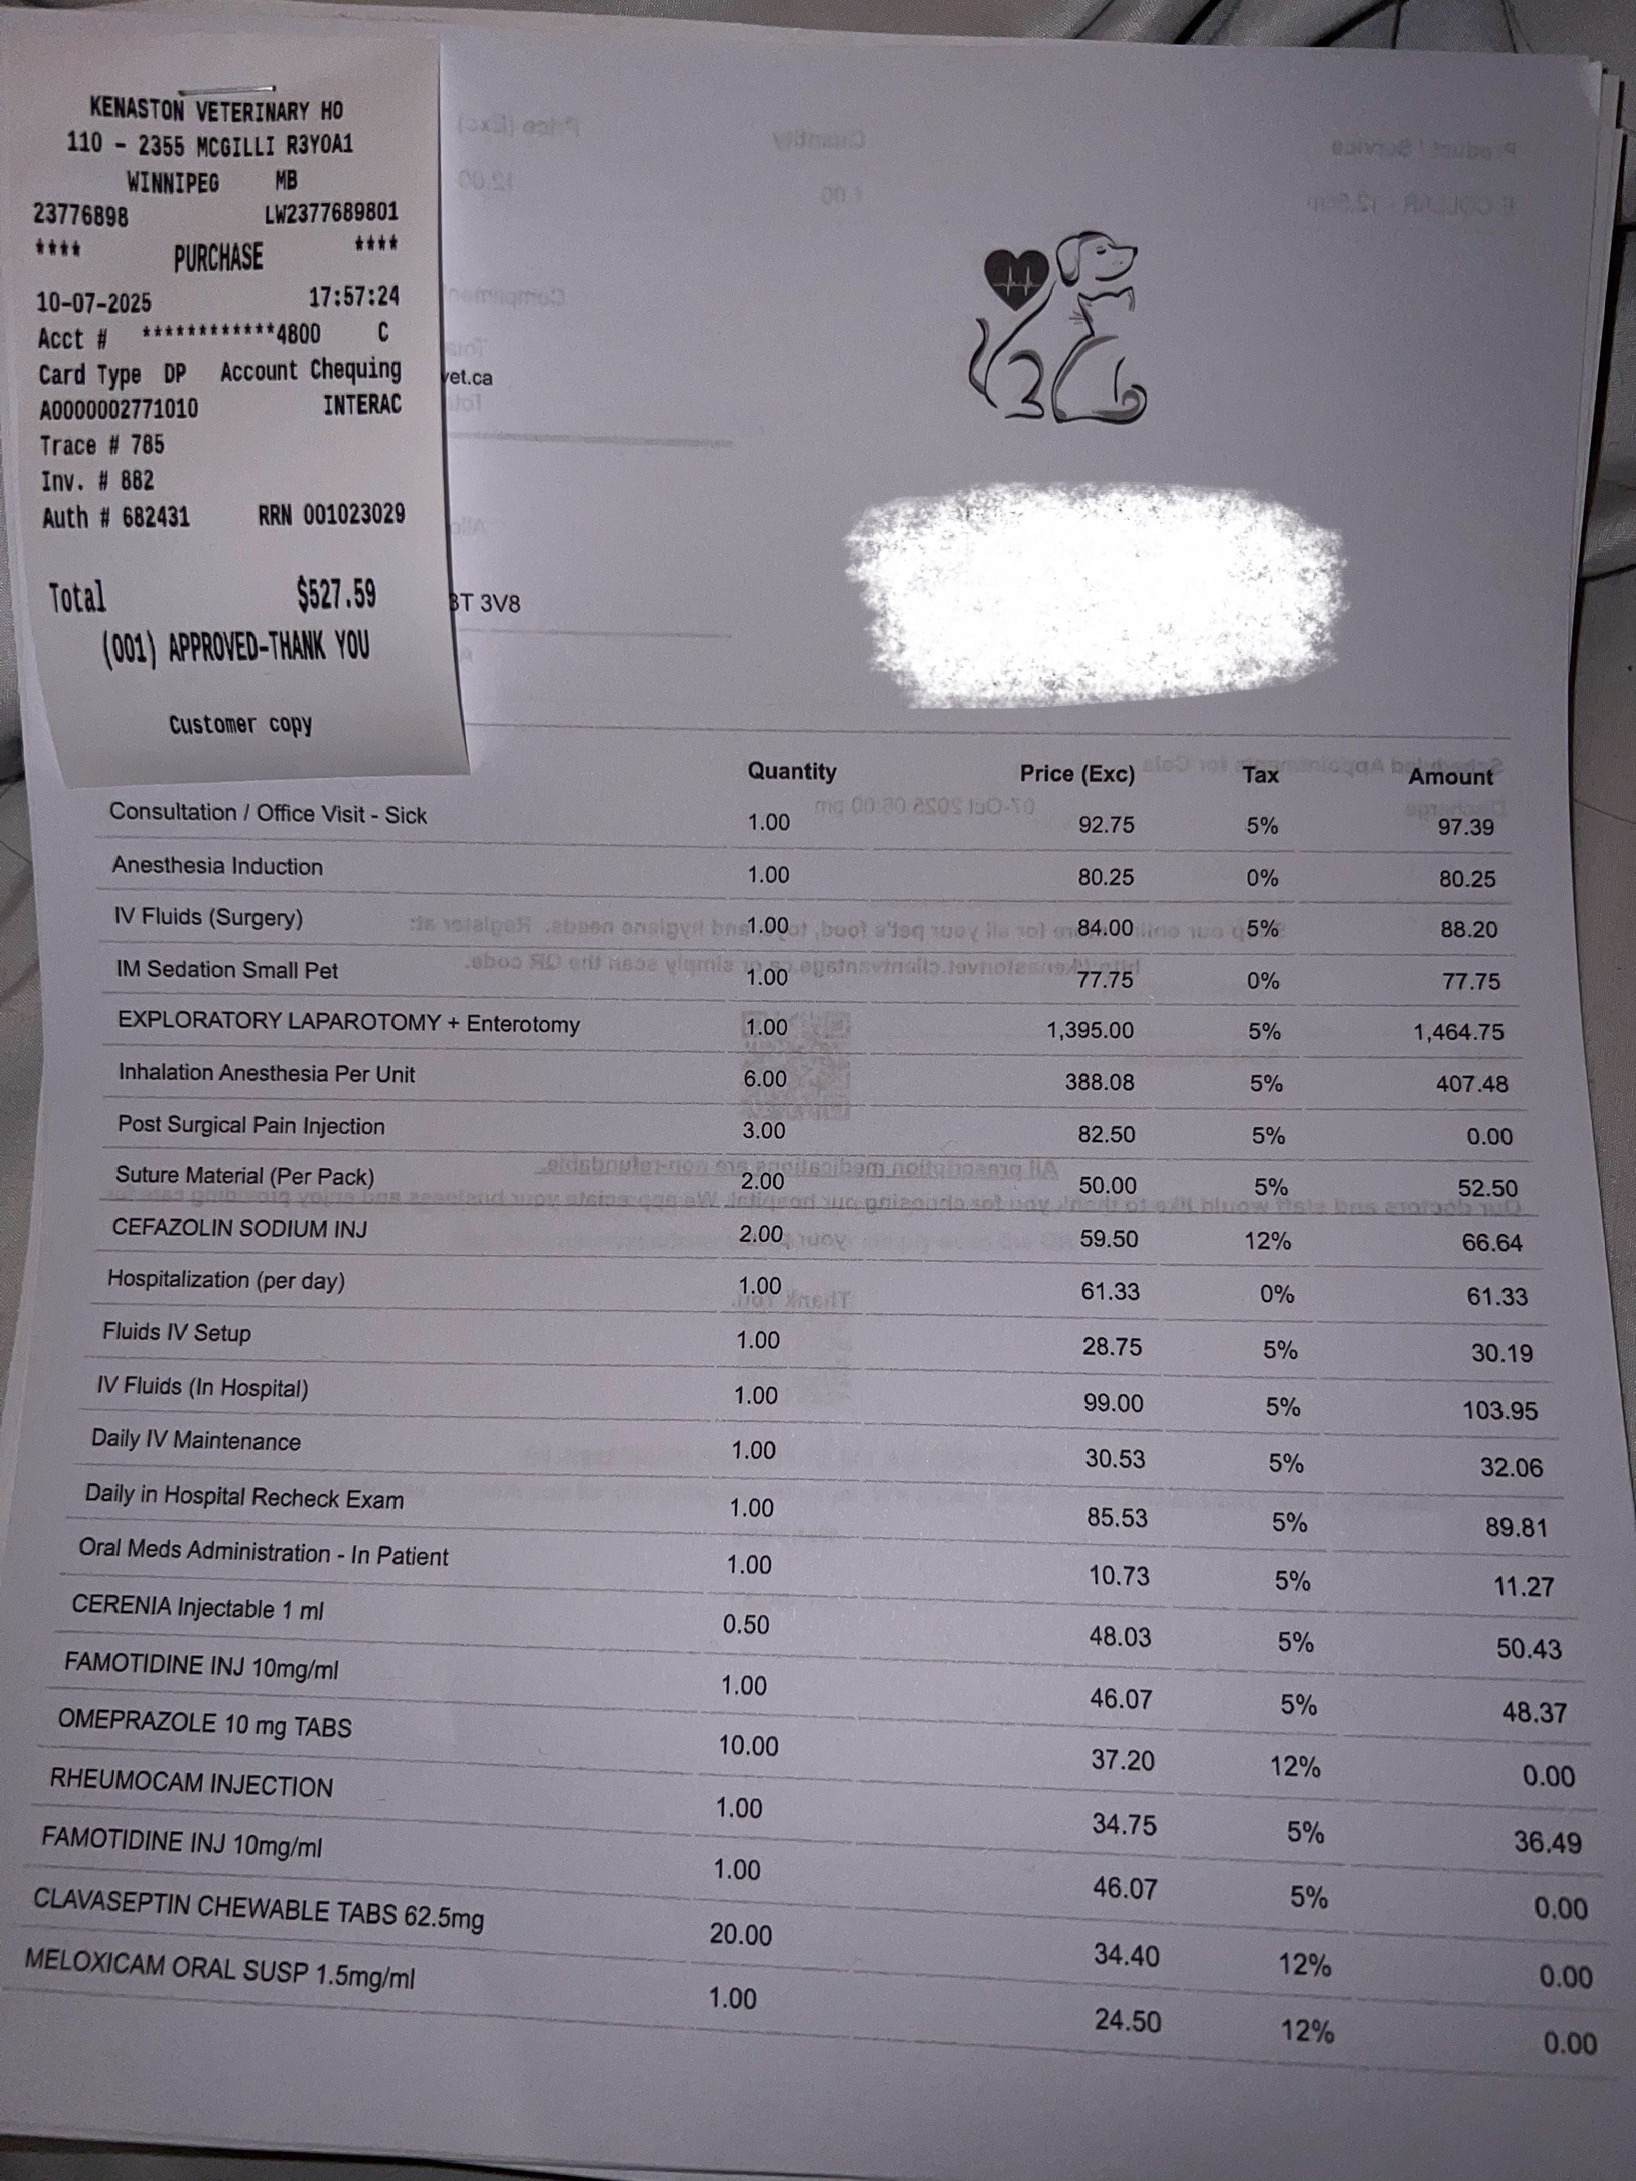 KENASTON VETERINARY HO
110 - 2355 MCGILLI R3Y0A1
WINNIPEG MB
23776898 LW2377689801
**** PURCHASE ****
10-07-2025 17:57:24
Acct # ************4800 C
Card Type DP Account Chequing
A0000002771010 INTERAC
Trace # 785
Inv. # 882
Auth # 682431 RRN 001023029
Total $527.59
(001) APPROVED-THANK YOU
Customer copy
vet.ca
3T 3V8
Quantity Price (Exc) Tax Amount
Consultation / Office Visit - Sick 1.00 92.75 5% 97.39
Anesthesia Induction 1.00 80.25 0% 80.25
IV Fluids (Surgery) 1.00 84.00 5% 88.20
IM Sedation Small Pet 1.00 77.75 0% 77.75
EXPLORATORY LAPAROTOMY + Enterotomy 1.00 1,395.00 5% 1,464.75
Inhalation Anesthesia Per Unit 6.00 388.08 5% 407.48
Post Surgical Pain Injection 3.00 82.50 5% 0.00
Suture Material (Per Pack) 2.00 50.00 5% 52.50
CEFAZOLIN SODIUM INJ 2.00 59.50 12% 66.64
Hospitalization (per day) 1.00 61.33 0% 61.33
Fluids IV Setup 1.00 28.75 5% 30.19
IV Fluids (In Hospital) 1.00 99.00 5% 103.95
Daily IV Maintenance 1.00 30.53 5% 32.06
Daily in Hospital Recheck Exam 1.00 85.53 5% 89.81
Oral Meds Administration - In Patient 1.00 10.73 5% 11.27
CERENIA Injectable 1 ml 0.50 48.03 5% 50.43
FAMOTIDINE INJ 10mg/ml 1.00 46.07 5% 48.37
OMEPRAZOLE 10 mg TABS 10.00 37.20 12% 0.00
RHEUMOCAM INJECTION 1.00 34.75 5% 36.49
FAMOTIDINE INJ 10mg/ml 1.00 46.07 5% 0.00
CLAVASEPTIN CHEWABLE TABS 62.5mg 20.00 34.40 12% 0.00
MELOXICAM ORAL SUSP 1.5mg/ml 1.00 24.50 12% 0.00